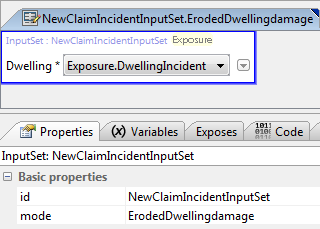 NewClaimIncidentInputSet.ErodedDwellingdamage
InputSet : NewClaimIncidentInputSet Exposure
Dwelling * Exposure.DwellingIncident
Properties (x) Variables Exposes Code
InputSet: NewClaimIncidentInputSet
Basic properties
id NewClaimIncidentInputSet
mode ErodedDwellingdamage